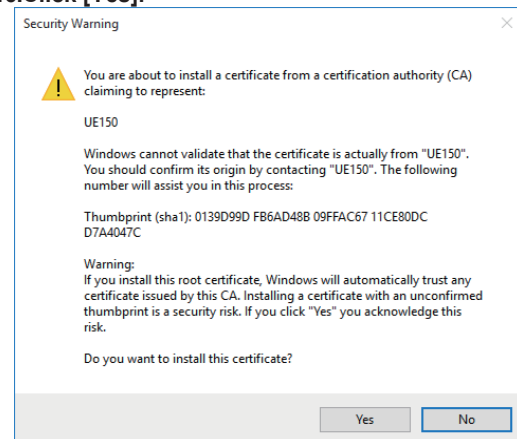 [Yes].
Security Warning
You are about to install a certificate from a certification authority (CA)
claiming to represent:
UE150
Windows cannot validate that the certificate is actually from "UE150".
You should confirm its origin by contacting "UE150". The following
number will assist you in this process:
Thumbprint (sha1): 0139D99D FB6AD48B 09FFAC67 11CE80DC
D7A4047C
Warning:
If you install this root certificate, Windows will automatically trust any
certificate issued by this CA. Installing a certificate with an unconfirmed
thumbprint is a security risk. If you click "Yes" you acknowledge this
risk.
Do you want to install this certificate?
Yes
No